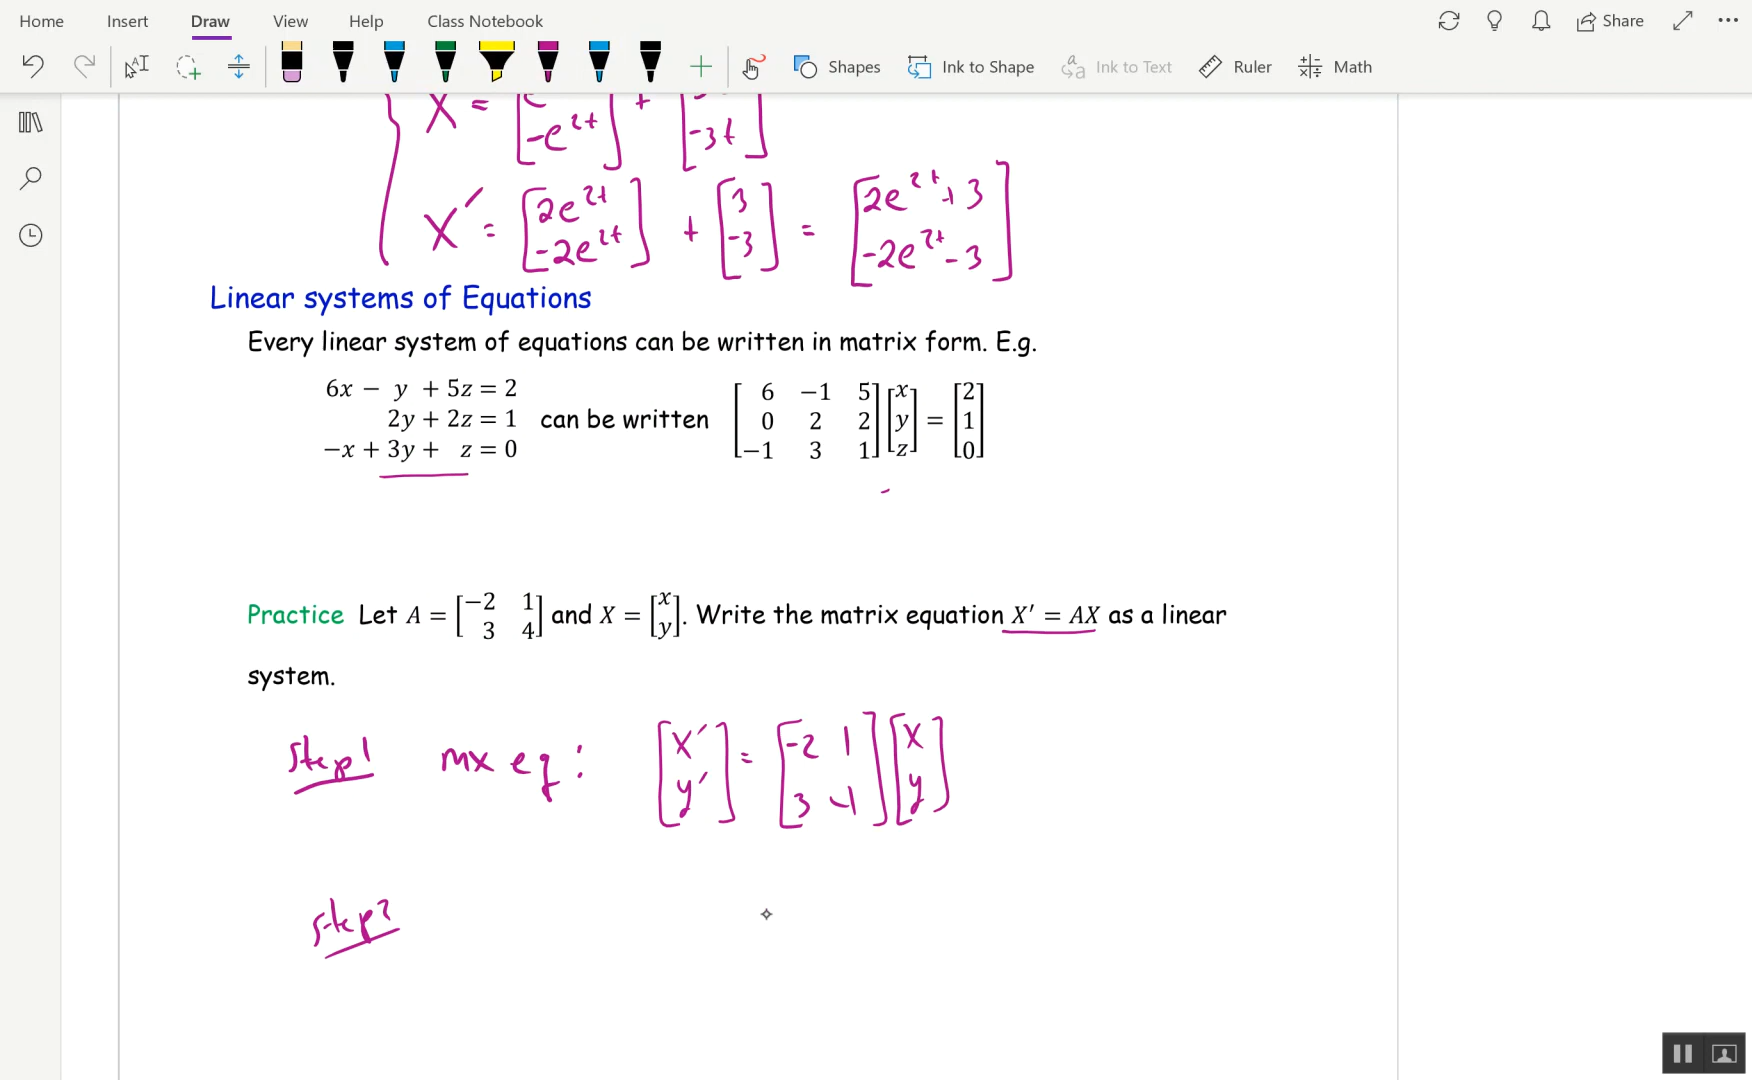 Home Insert Draw View Help Class Notebook Share
Shapes Ink to Shape Ink to Text Ruler Math
X = [ -e^{2t} ] + [ -3t ]
X' = [ 2e^{2t} -2e^{2t} ] + [ 3 -3 ] = [ 2e^{2t} + 3 -2e^{2t} - 3 ]
Linear systems of Equations
Every linear system of equations can be written in matrix form. E.g.
6x − y + 5z = 2
2y + 2z = 1 can be written [ 6 −1 5 0 2 2 −1 3 1 ] [ x y z ] = [ 2 1 0 ]
−x + 3y + z = 0
Practice Let A = [ −2 1 3 4 ] and X = [ x y ]. Write the matrix equation X′ = AX as a linear
system.
Step 1 mx eq: [ x' y' ] = [ -2 1 3 4 ] [ x y ]
Step 2